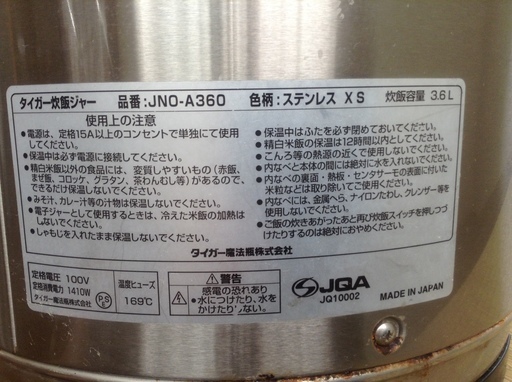 タイガー炊飯ジャー 品番：JNO-A360 色柄：ステンレス XS 炊飯容量 3.6L
使用上の注意
●電源は、定格15A以上のコンセントで単独にて使用
してください。
●保温中は必ず電源に接続してください。
●精白米飯以外の食品には、変質しやすいもの(赤飯、
まぜ飯、コロッケ、グラタン、茶わんむし等)があるので、
できるだけ保温しないでください。
●みそ汁、カレー汁等の汁物は保温しないでください。
●電子ジャーとして使用するときは、冷えた米飯の加熱は
しないでください。
●しゃもじを入れたまま保温しないでください。
●保温中はふたを必ず閉めておいてください。
●精白米飯の保温は12時間以内としてください。
●こんろ等の熱源の近くで使用しないでください。
●内なべと本体の間には絶対に水を入れないでください。
●内なべの裏面・熱板・センサーキモの表面に付いた
米粒などは取り除いてご使用ください。
●内なべには、金属へら、ナイロンたわし、クレンザー等を
使用しないでください。
●ご飯の炊きあがったあと再び炊飯スイッチを押しつづ
けたりするのは絶対におやめください。
タイガー魔法瓶株式会社
定格電圧 100V
定格消費電力 1410W
タイガー魔法瓶株式会社
PSE
温度ヒューズ
169℃
⚠警告
感電の恐れあり
●水につけたり、水を
かけたりしない。
JQA
JQ10002
MADE IN JAPAN